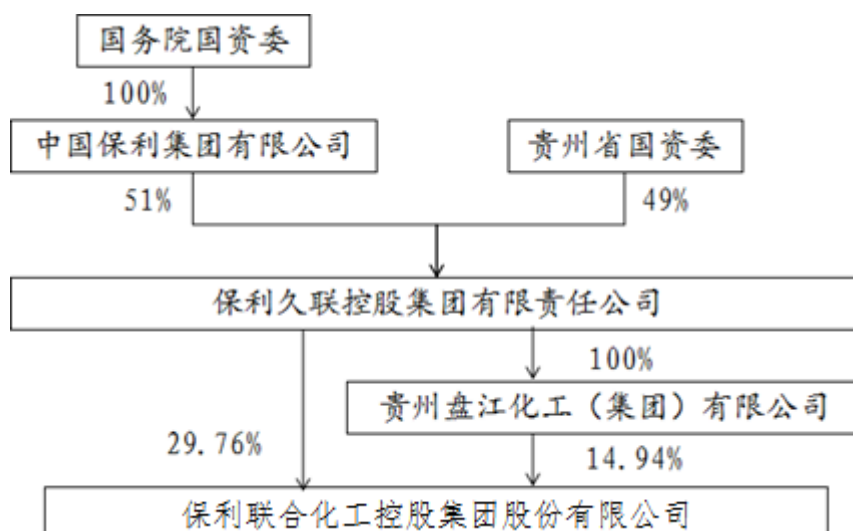 国务院国资委
100%
中国保利集团有限公司
贵州省国资委
51%
49%
保利久联控股集团有限责任公司
100%
贵州盘江化工（集团）有限公司
29.76%
14.94%
保利联合化工控股集团股份有限公司